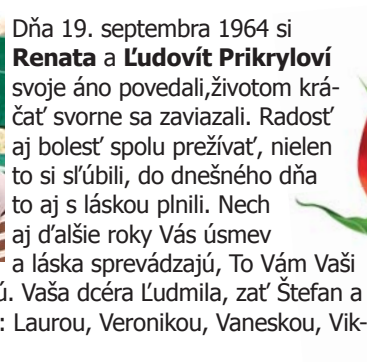 Dňa 19. septembra 1964 si
Renata a Ľudovít Prikryloví
svoje áno povedali,životom krá-
čať svorne sa zaviazali. Radosť
aj bolesť spolu prežívať, nielen
to si sľúbili, do dnešného dňa
to aj s láskou plnili. Nech
aj ďalšie roky Vás úsmev
a láska sprevádzajú, To Vám Vaši
Vaša dcéra Ľudmila, zať Štefan a
: Laurou, Veronikou, Vaneskou, Vik-